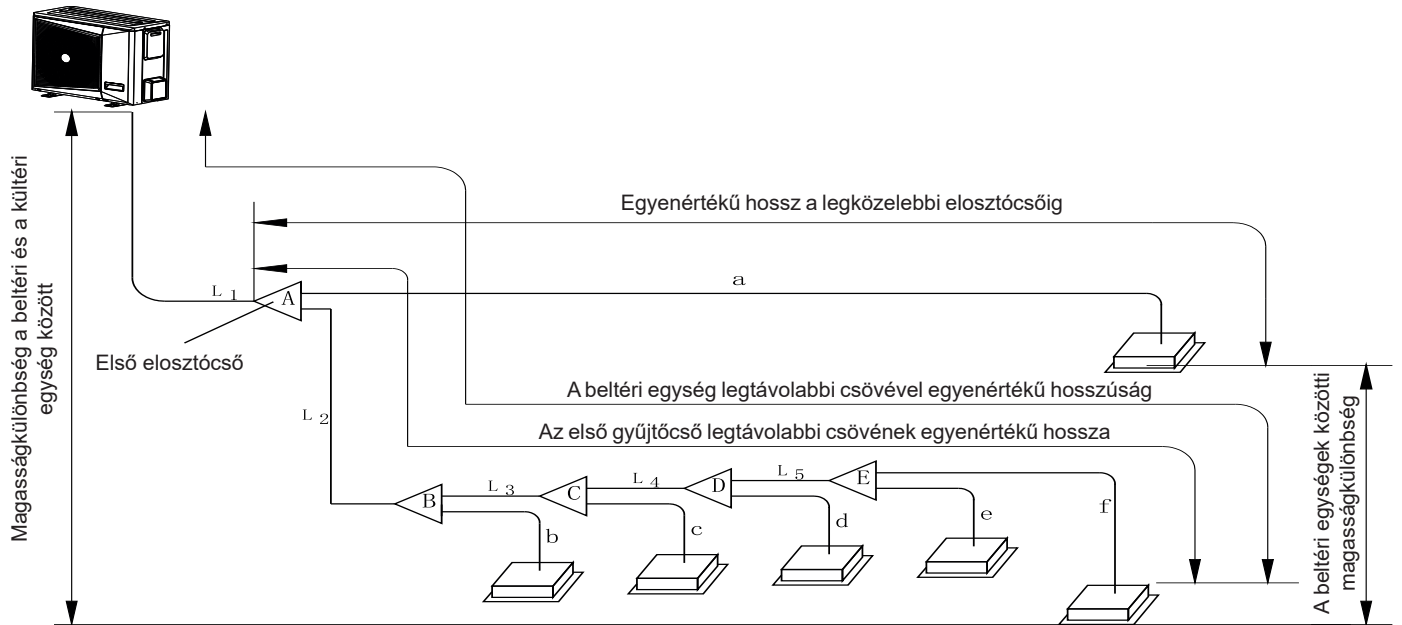 Magasságkülönbség a beltéri és a kültéri
egység között
Egyenértékű hossz a legközelebbi elosztócsőig
a
L 1
A
Első elosztócső
A beltéri egység legtávolabbi csövével egyenértékű hosszúság
L 2
Az első gyűjtőcső legtávolabbi csövének egyenértékű hossza
B
L 3
C
L 4
D
L 5
E
b
c
d
e
f
A beltéri egységek közötti
magasságkülönbség